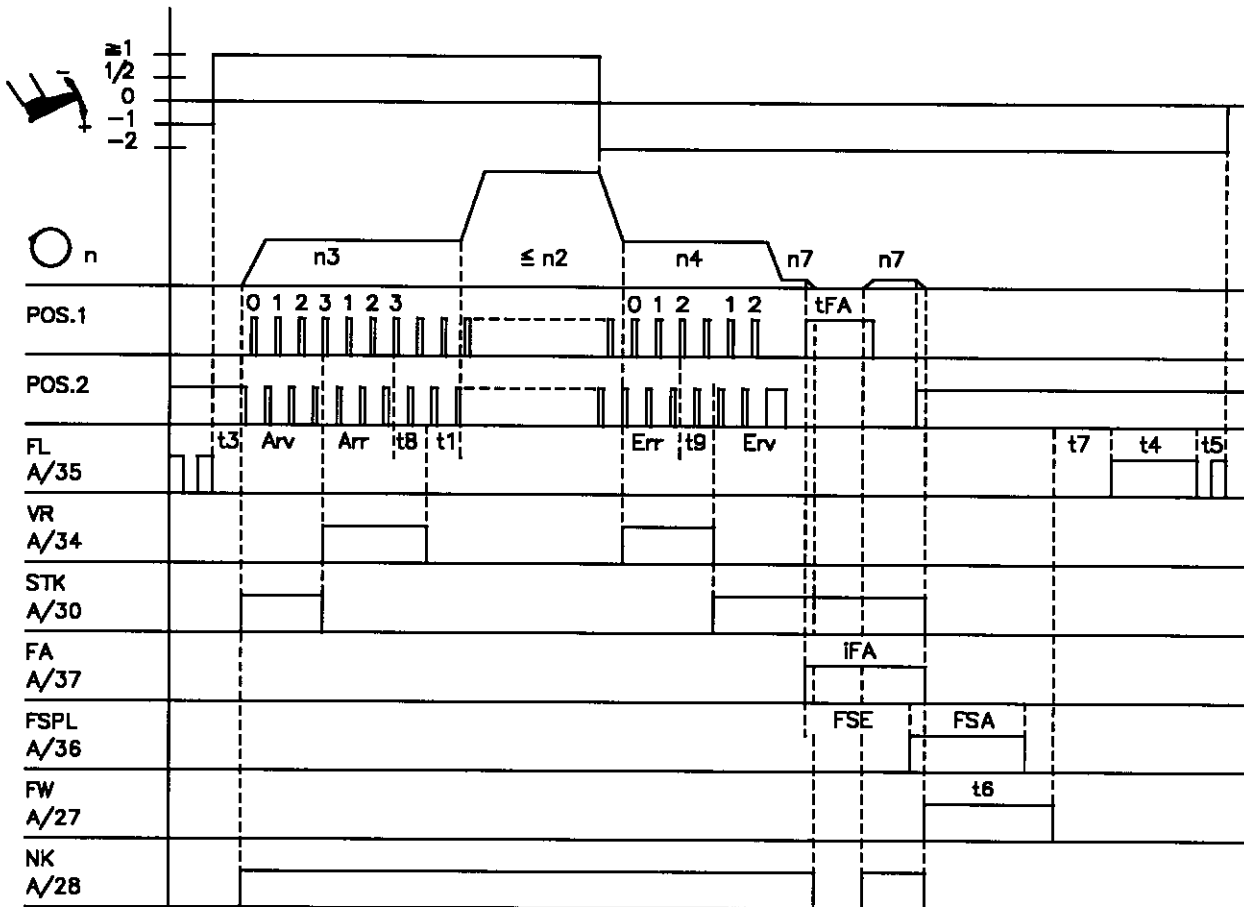 ≧1
1/2
0
-1
-2
-
+
n
n3
≤ n2
n4
n7
n7
POS.1
0 1 2 3 1 2 3
0 1 2 1 2
tFA
POS.2
FL
A/35
t3
Arv
Arr
t8
t1
Err
t9
Erv
t7
t4
t5
VR
A/34
STK
A/30
FA
A/37
iFA
FSPL
A/36
FSE
FSA
FW
A/27
t6
NK
A/28